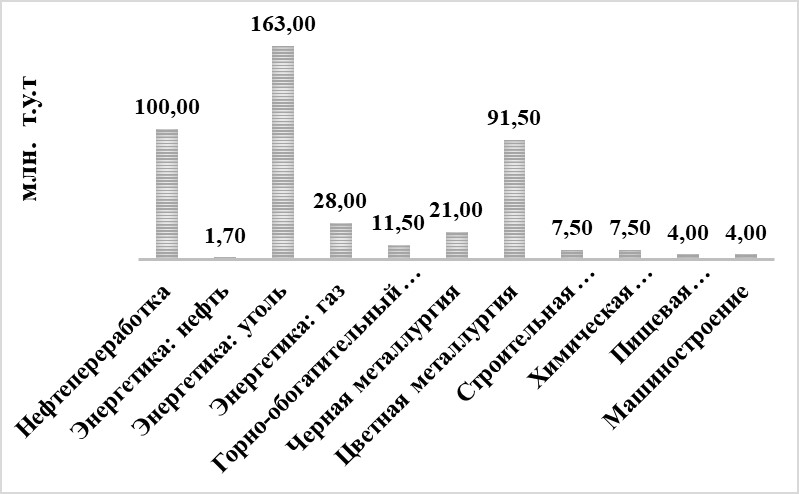 млн. т.у.т
100,00
1,70
163,00
28,00
11,50
21,00
91,50
7,50
7,50
4,00
4,00
Нефтепереработка
Энергетика: нефть
Энергетика: уголь
Энергетика: газ
Горно-обогатительный…
Черная металлургия
Цветная металлургия
Строительная…
Химическая…
Пищевая…
Машиностроение